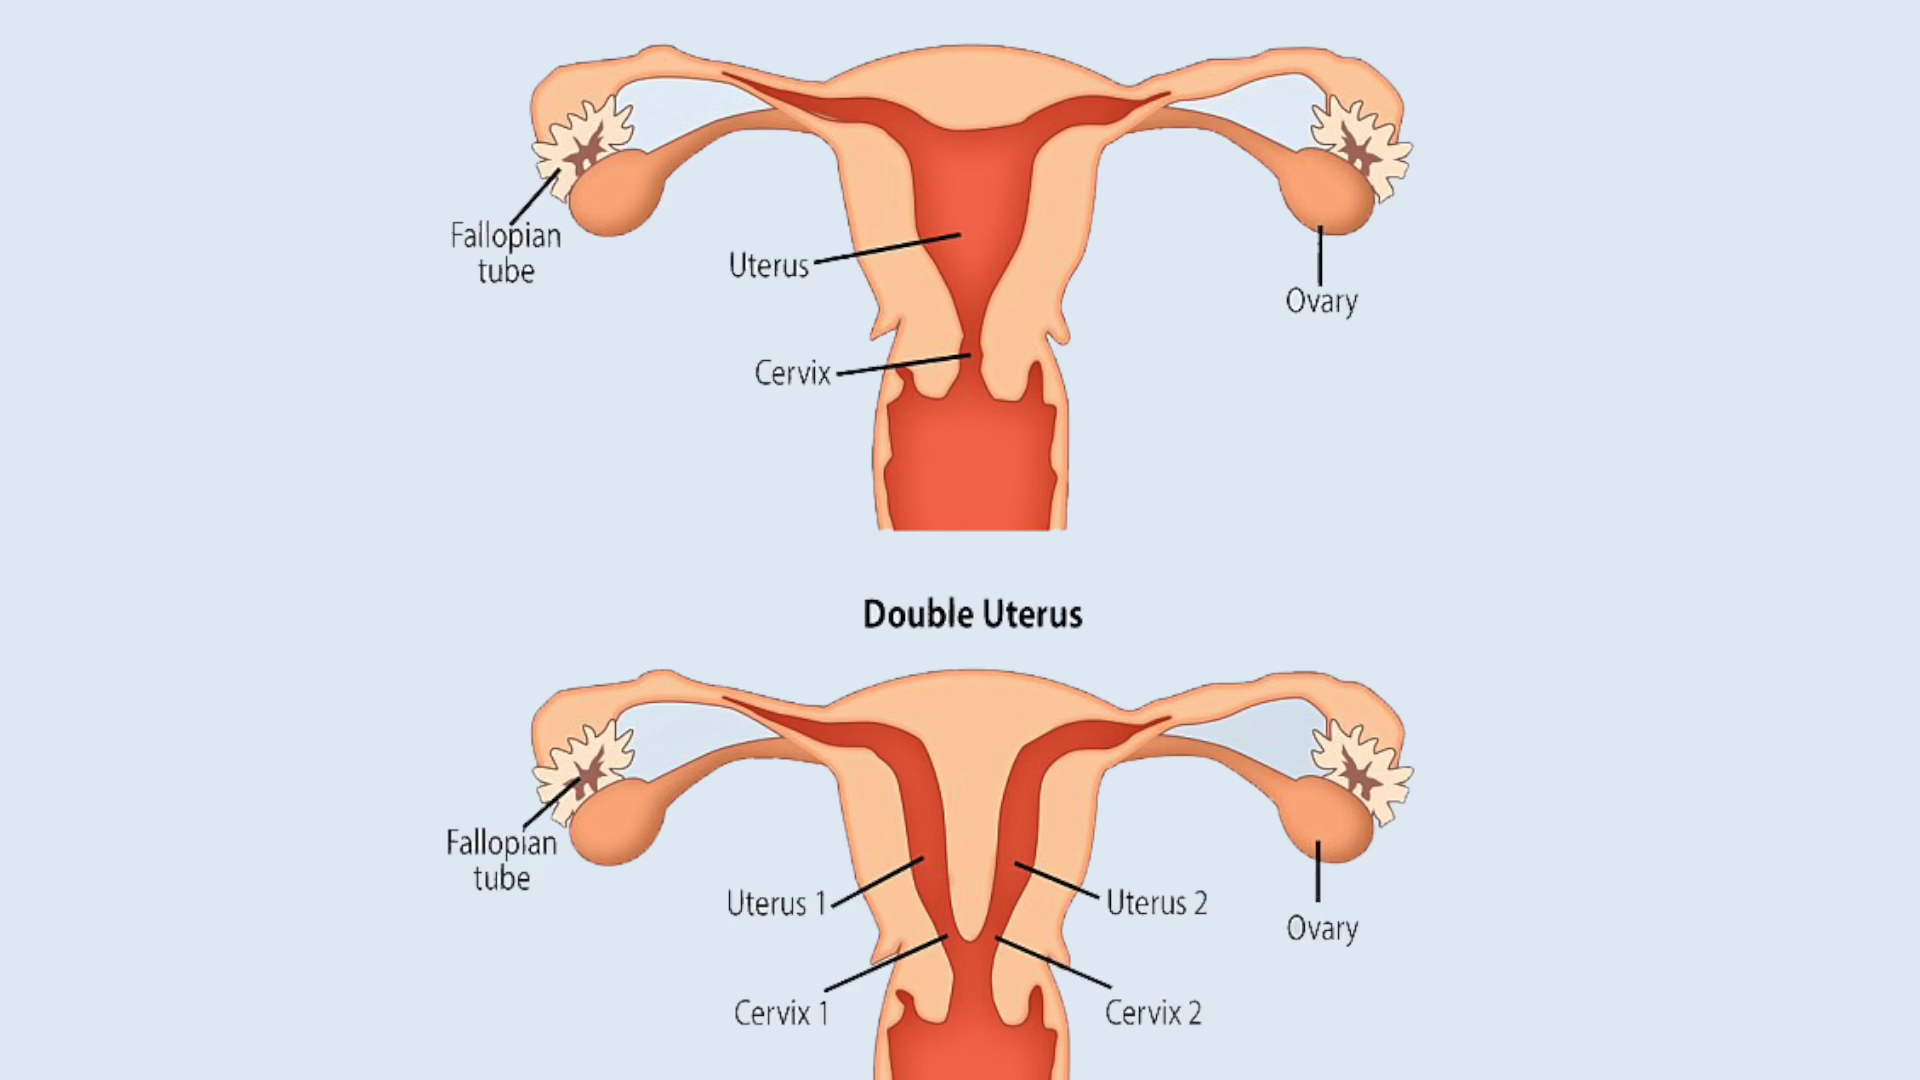 Fallopian
tube
Uterus
Ovary
Cervix
Double Uterus
Fallopian
tube
Uterus 1
Uterus 2
Ovary
Cervix 1
Cervix 2